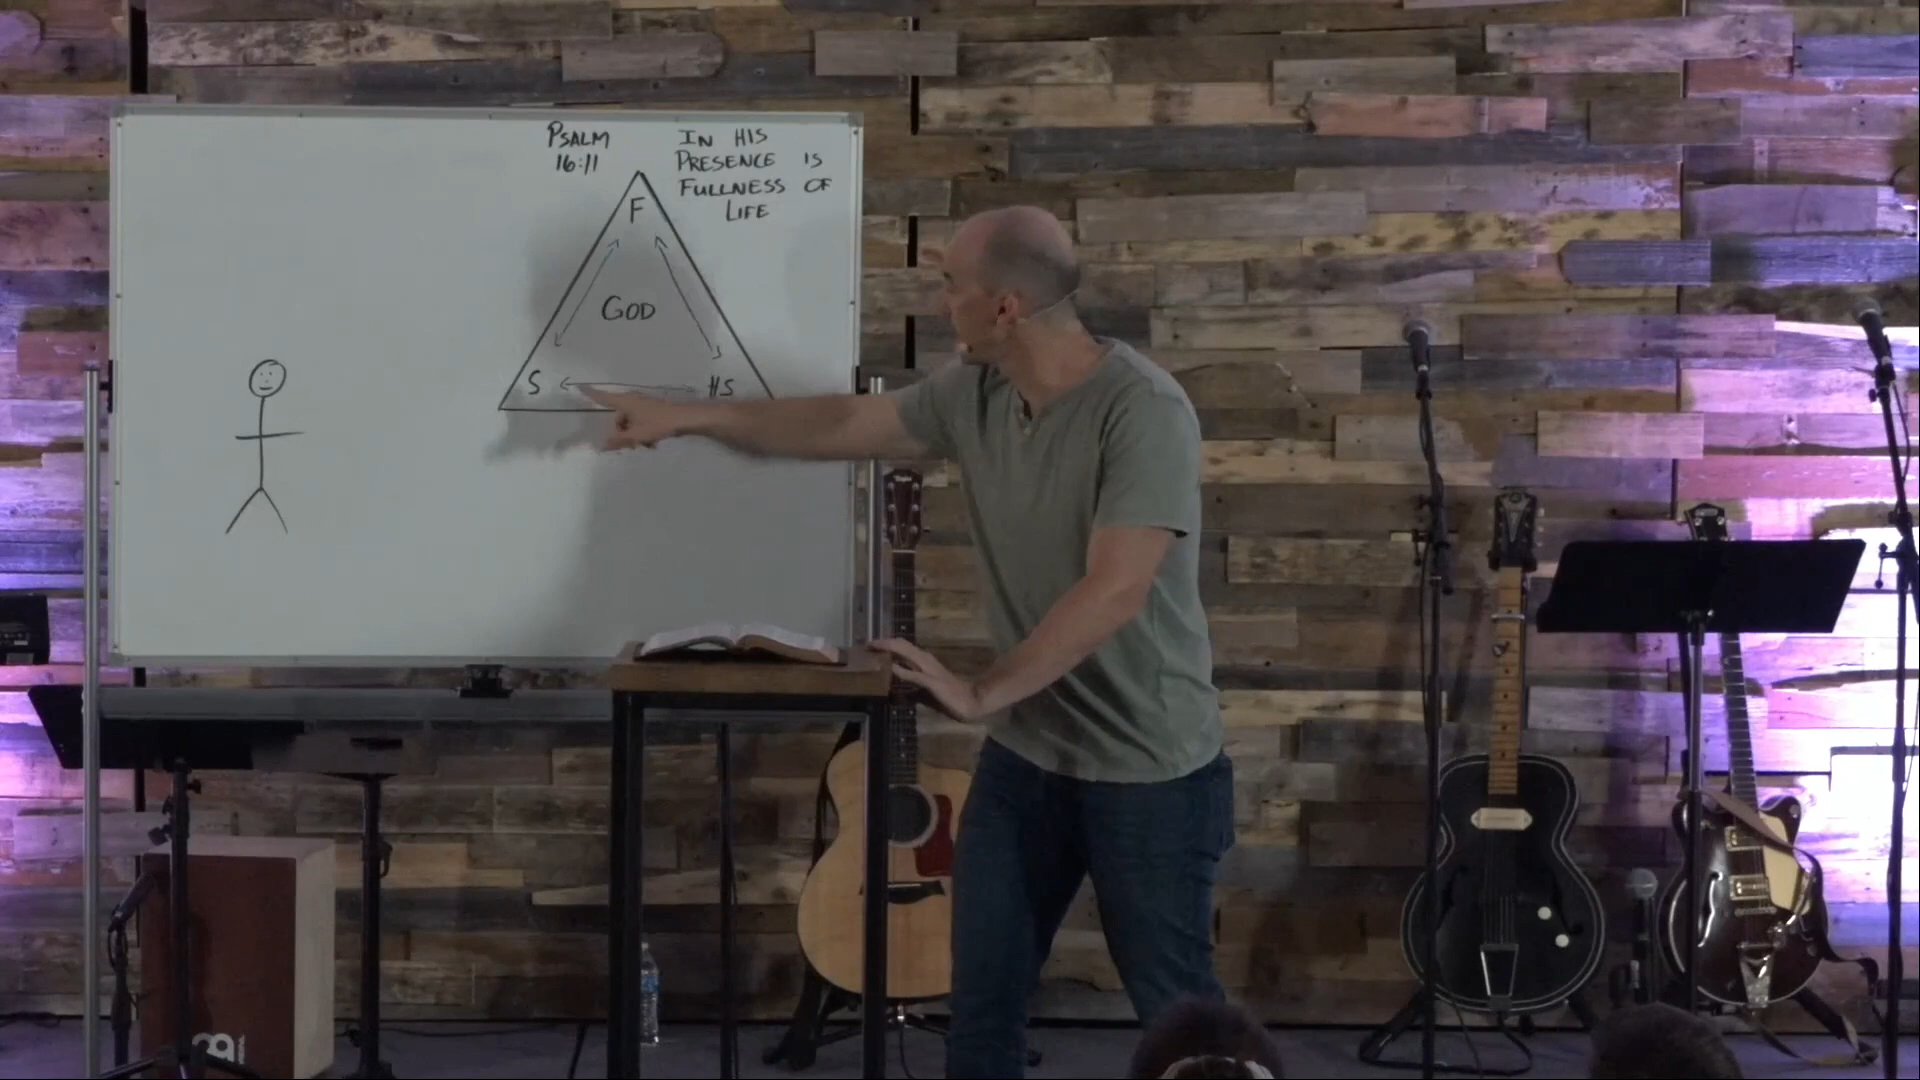 PSALM
16:11
IN HIS
PRESENCE IS
FULLNESS OF
LIFE
F
GOD
S
HS